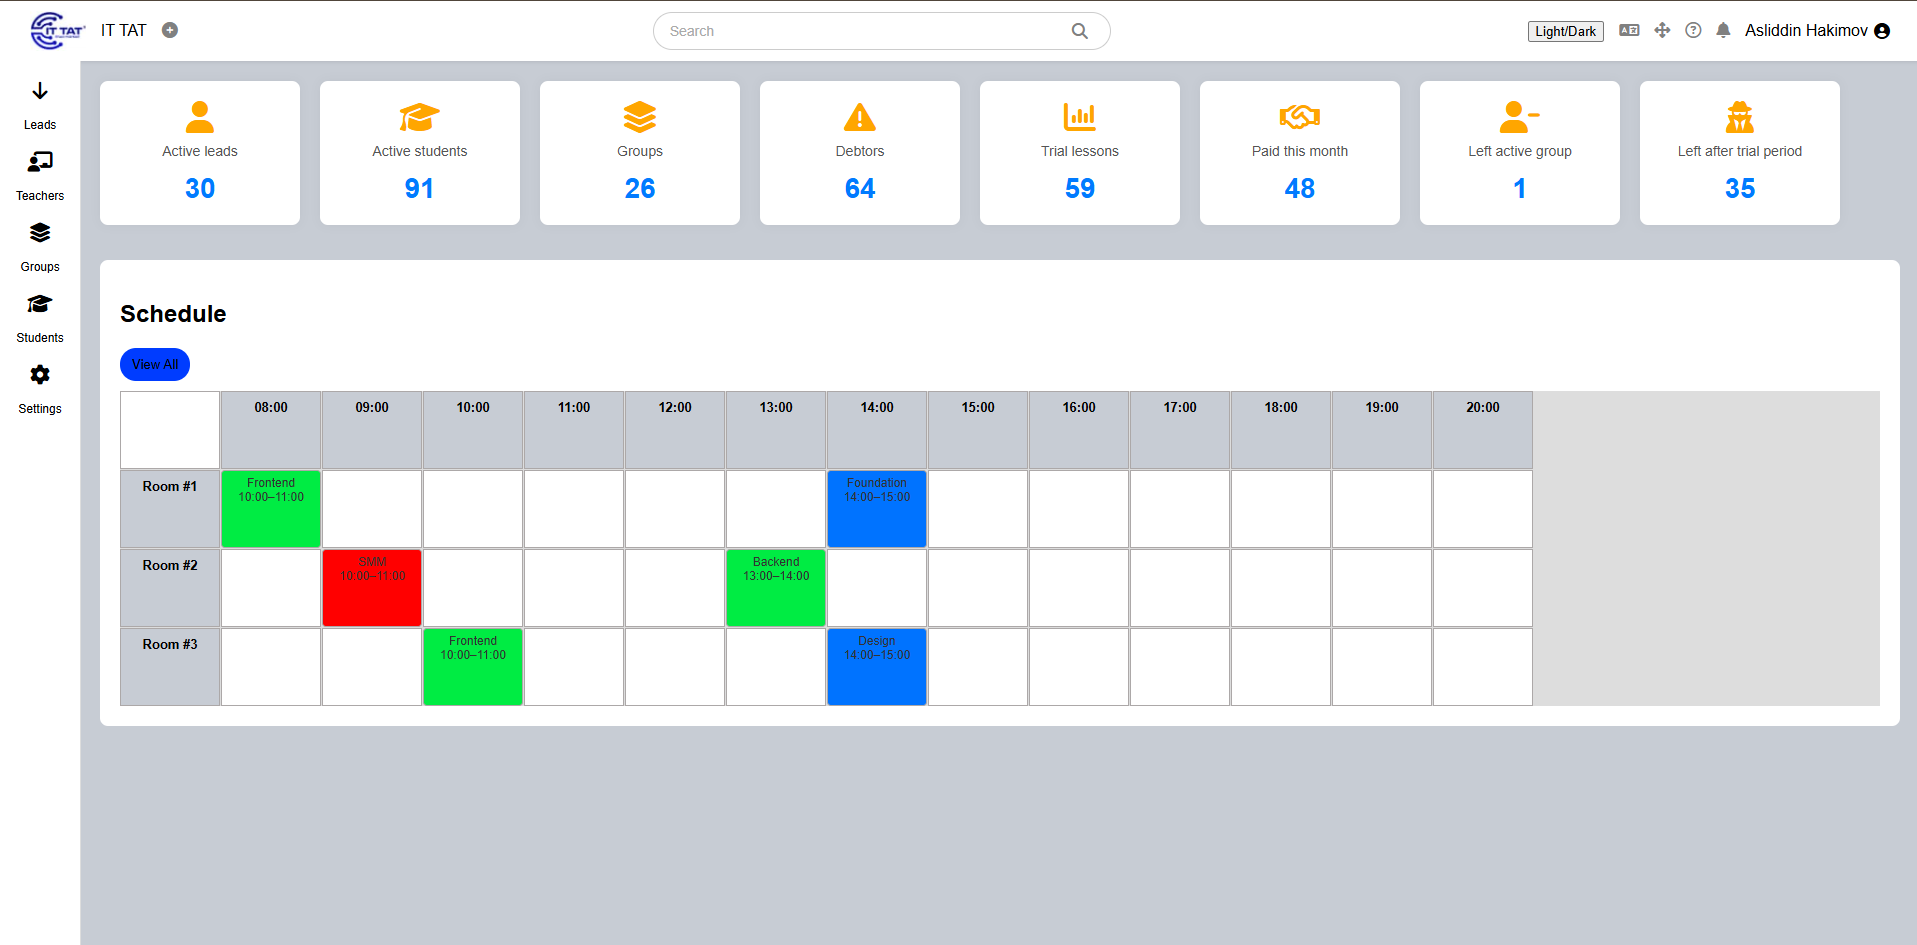 IT TAT IT TAT Search Light/Dark Asliddin Hakimov
Leads
Teachers
Groups
Students
Settings
Active leads
30
Active students
91
Groups
26
Debtors
64
Trial lessons
59
Paid this month
48
Left active group
1
Left after trial period
35
Schedule
View All
08:00 09:00 10:00 11:00 12:00 13:00 14:00 15:00 16:00 17:00 18:00 19:00 20:00
Room #1
Frontend
10:00–11:00
Foundation
14:00–15:00
Room #2
SMM
10:00–11:00
Backend
13:00–14:00
Room #3
Frontend
10:00–11:00
Design
14:00–15:00